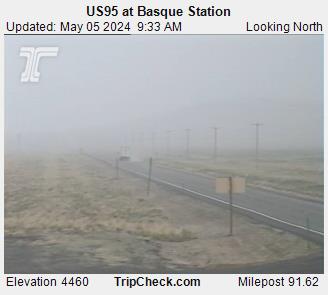 US95 at Basque Station
Updated: May 05 2024 9:33 AM Looking North
Elevation 4460 TripCheck.com Milepost 91.62